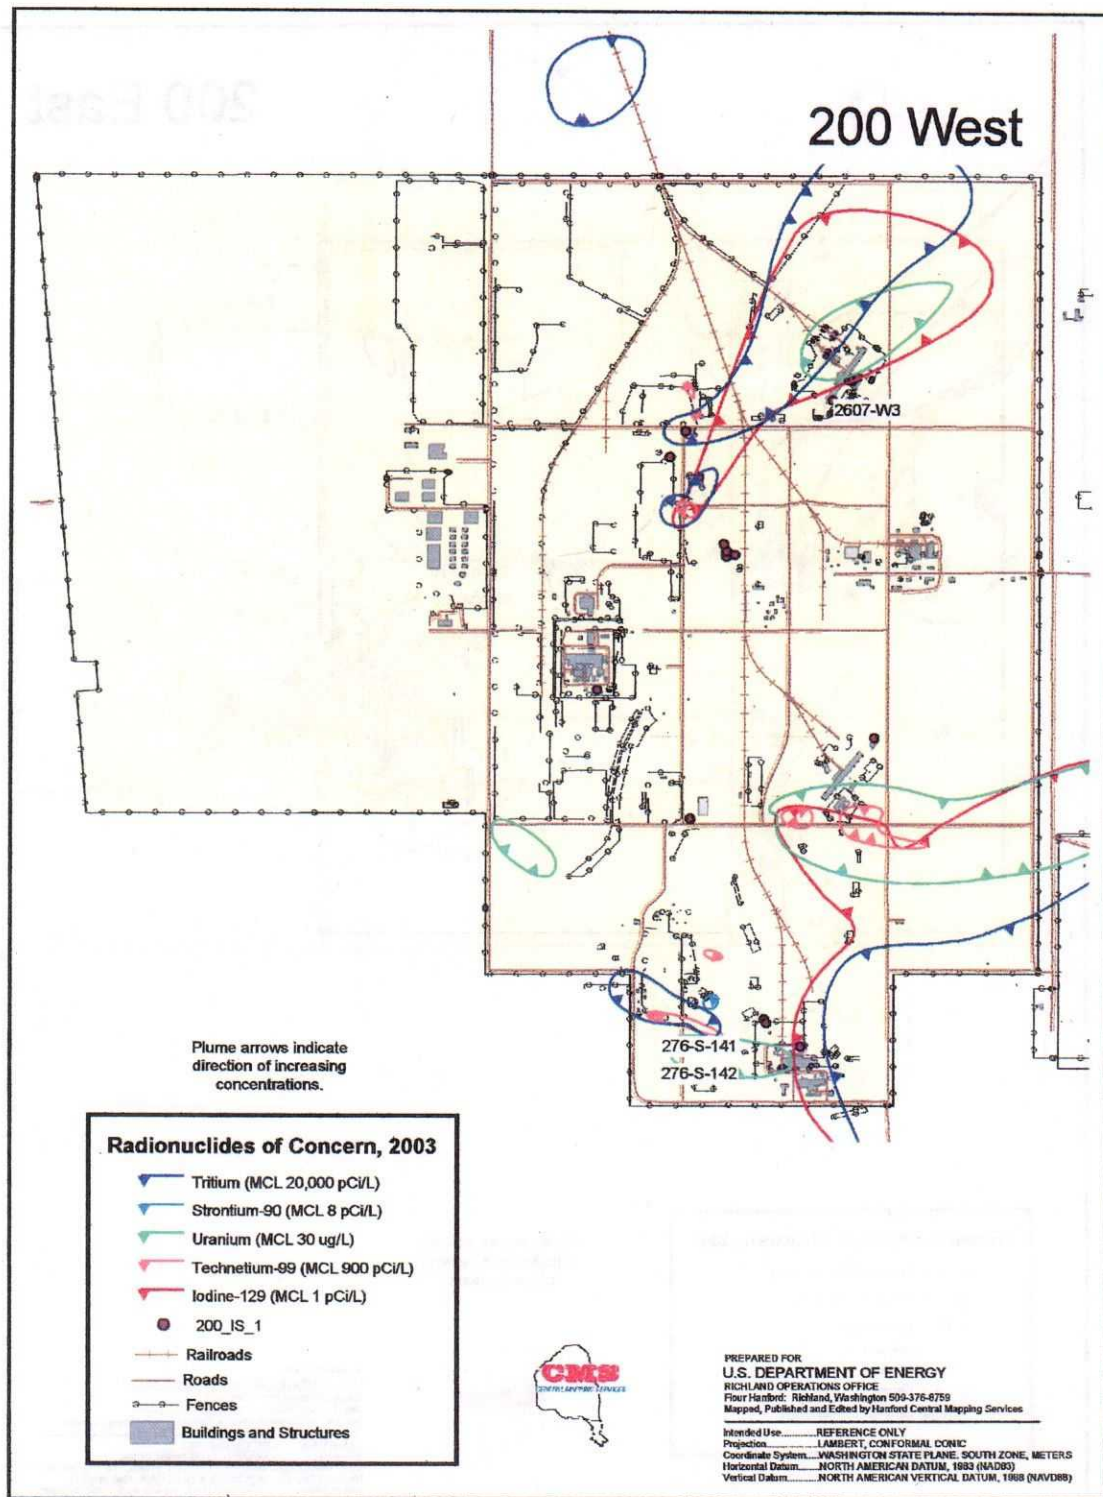 200 East
200 West
2607-W3
276-S-141
276-S-142
Plume arrows indicate
direction of increasing
concentrations.
Radionuclides of Concern, 2003
Tritium (MCL 20,000 pCi/L)
Strontium-90 (MCL 8 pCi/L)
Uranium (MCL 30 ug/L)
Technetium-99 (MCL 900 pCi/L)
Iodine-129 (MCL 1 pCi/L)
200_IS_1
Railroads
Roads
Fences
Buildings and Structures
CMS
CENTRAL MAPPING SERVICES
PREPARED FOR
U.S. DEPARTMENT OF ENERGY
RICHLAND OPERATIONS OFFICE
Fluor Hanford: Richland, Washington 509-376-8759
Mapped, Published and Edited by Hanford Central Mapping Services
Intended Use..........REFERENCE ONLY
Projection..............LAMBERT, CONFORMAL CONIC
Coordinate System....WASHINGTON STATE PLANE. SOUTH ZONE, METERS
Horizontal Datum.......NORTH AMERICAN DATUM, 1983 (NAD83)
Vertical Datum..........NORTH AMERICAN VERTICAL DATUM, 1988 (NAVD88)